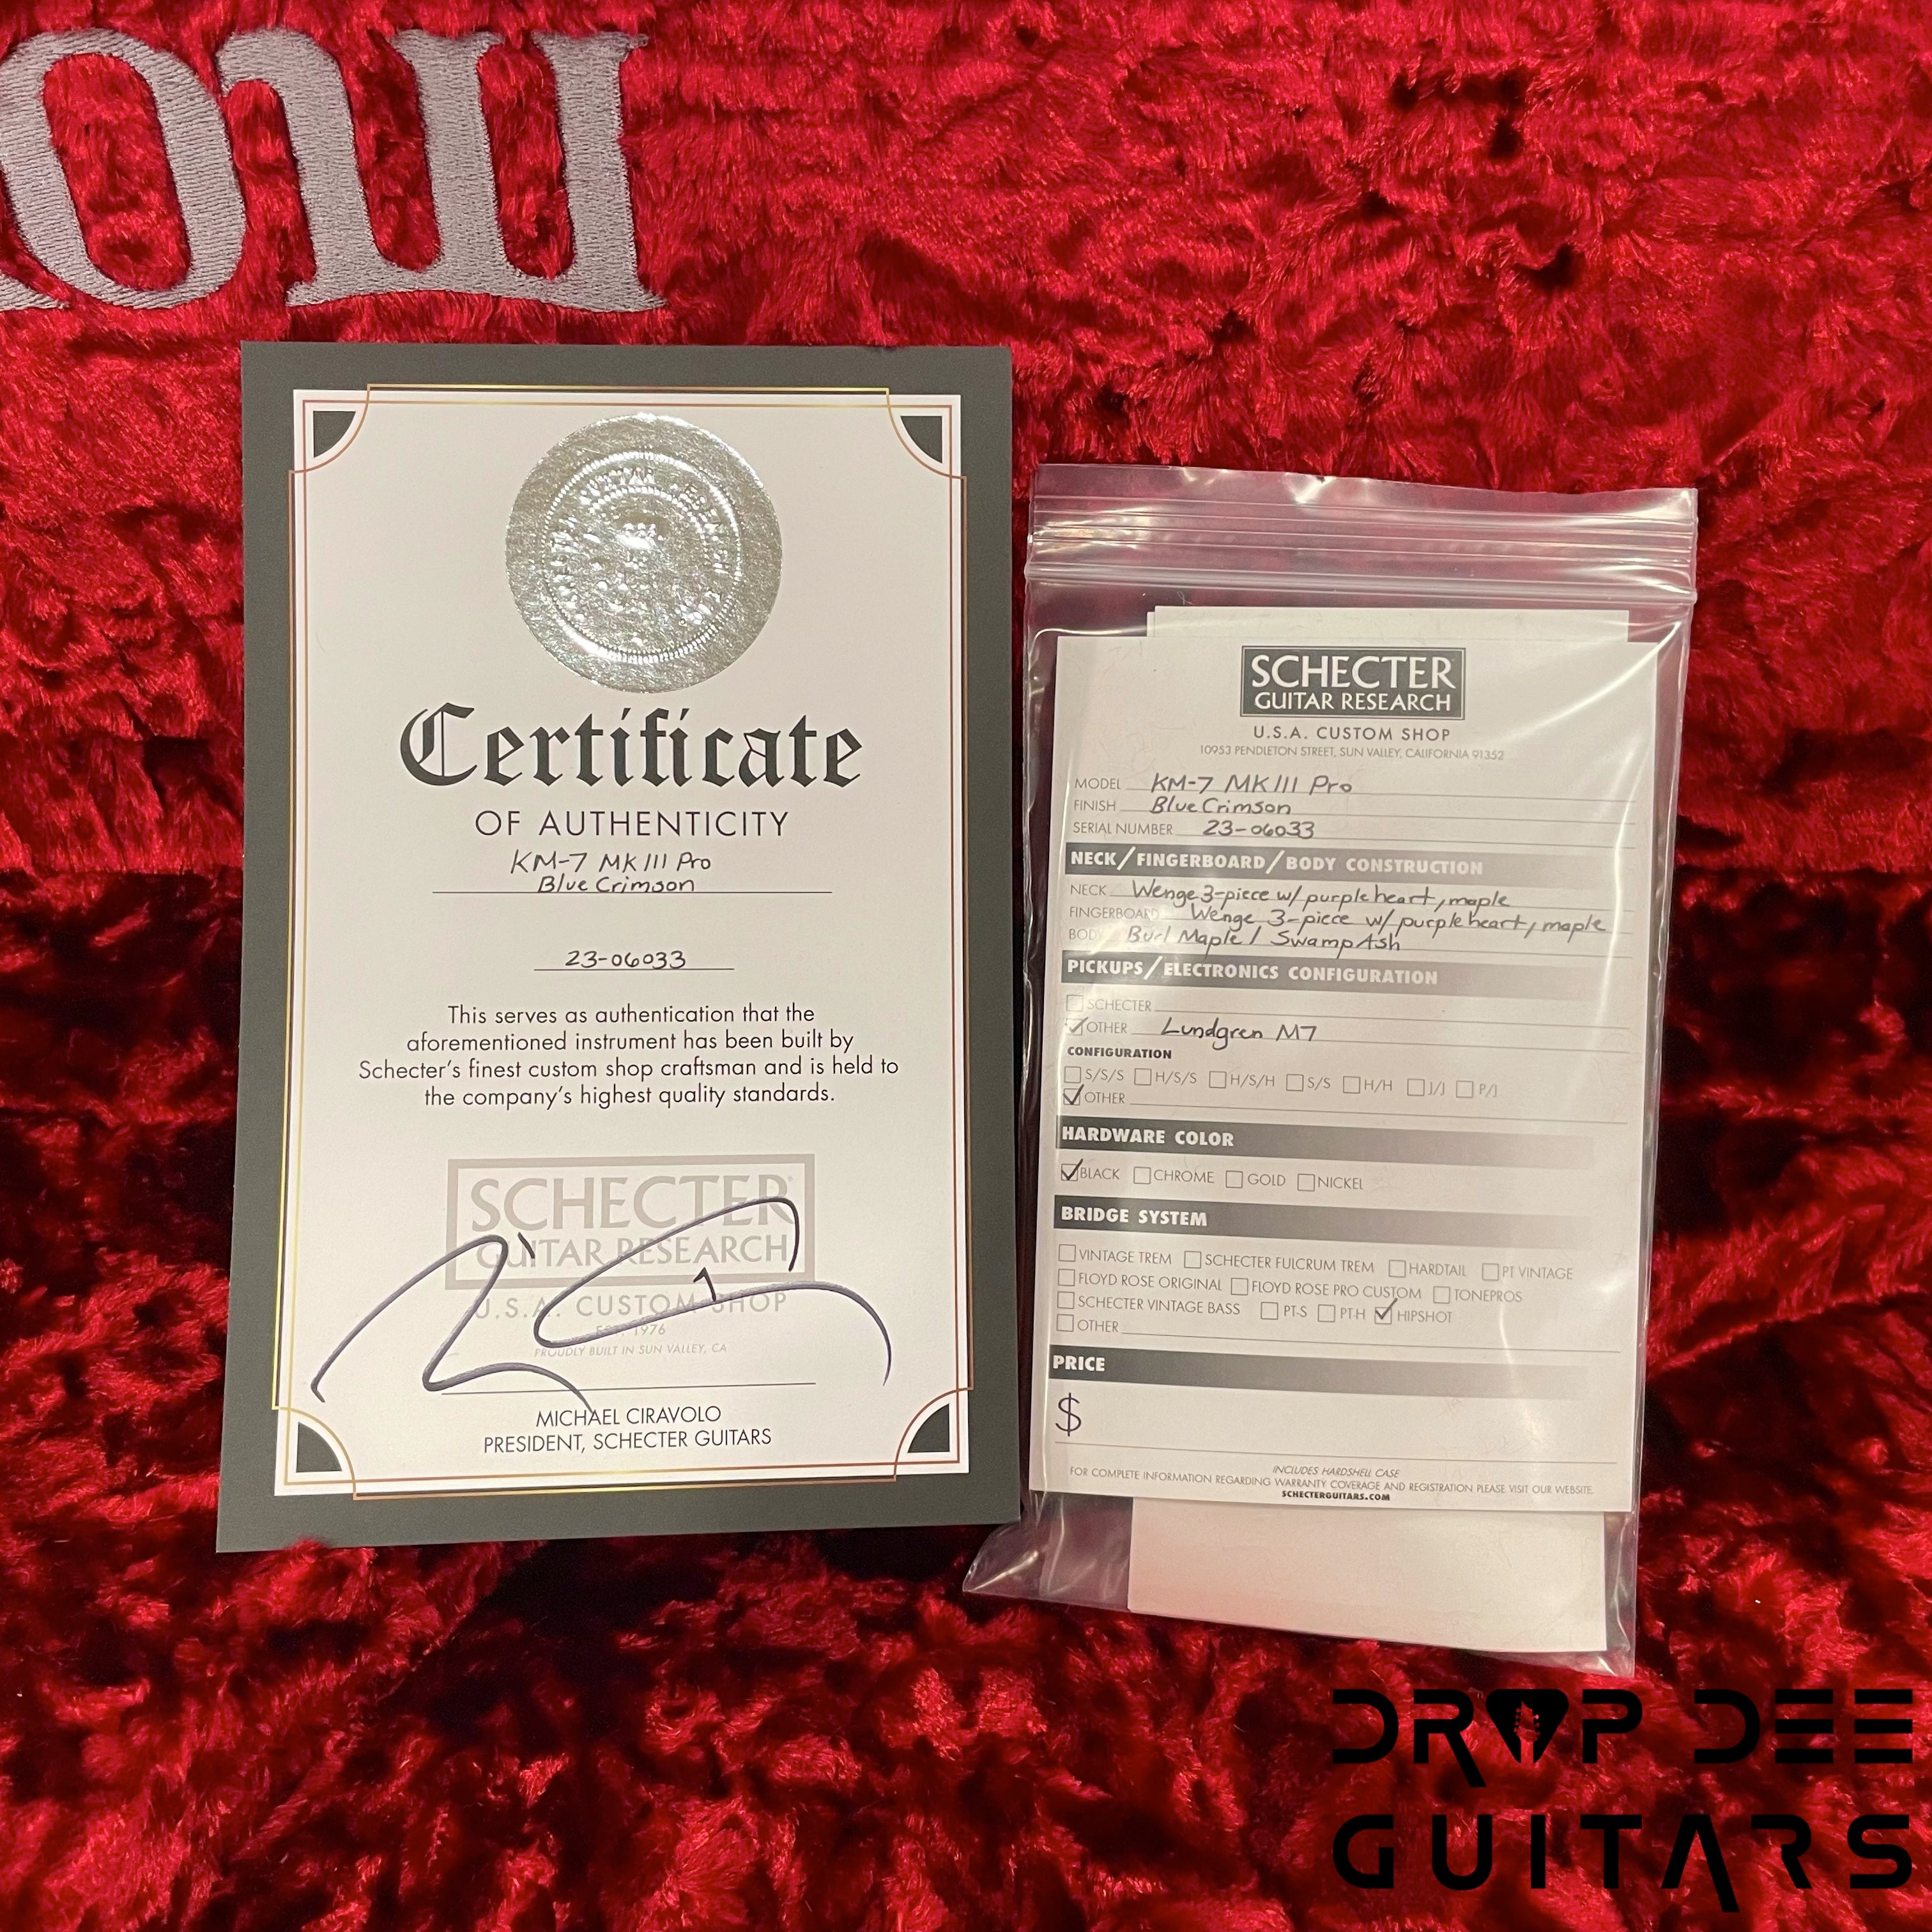 Certificate
OF AUTHENTICITY
KM-7 MK III Pro
Blue Crimson
23-06033
This serves as authentication that the
aforementioned instrument has been built by
Schecter's finest custom shop craftsman and is held to
the company's highest quality standards.
SCHECTER
GUITAR RESEARCH
U.S.A. CUSTOM SHOP
EST. 1976
PROUDLY BUILT IN SUN VALLEY, CA
MICHAEL CIRAVOLO
PRESIDENT, SCHECTER GUITARS
SCHECTER
GUITAR RESEARCH
U.S.A. CUSTOM SHOP
10953 PENDLETON STREET, SUN VALLEY, CALIFORNIA 91352
MODEL KM-7 MK III Pro
FINISH Blue Crimson
SERIAL NUMBER 23-06033
NECK/FINGERBOARD/BODY CONSTRUCTION
NECK Wenge 3-piece w/ purpleheart, maple
FINGERBOARD Wenge 3-piece w/ purpleheart, maple
BODY Burl Maple / Swamp Ash
PICKUPS/ELECTRONICS CONFIGURATION
SCHECTER
OTHER Lundgren M7
CONFIGURATION
S/S/S H/S/S H/S/H S/S H/H J/J P/J
OTHER
HARDWARE COLOR
BLACK CHROME GOLD NICKEL
BRIDGE SYSTEM
VINTAGE TREM SCHECTER FULCRUM TREM HARDTAIL PT VINTAGE
FLOYD ROSE ORIGINAL FLOYD ROSE PRO CUSTOM TONEPROS
SCHECTER VINTAGE BASS PT-S PT-H HIPSHOT
OTHER
PRICE
$
INCLUDES HARDSHELL CASE
FOR COMPLETE INFORMATION REGARDING WARRANTY COVERAGE AND REGISTRATION PLEASE VISIT OUR WEBSITE.
SCHECTERGUITARS.COM
DROP DEE
GUITARS